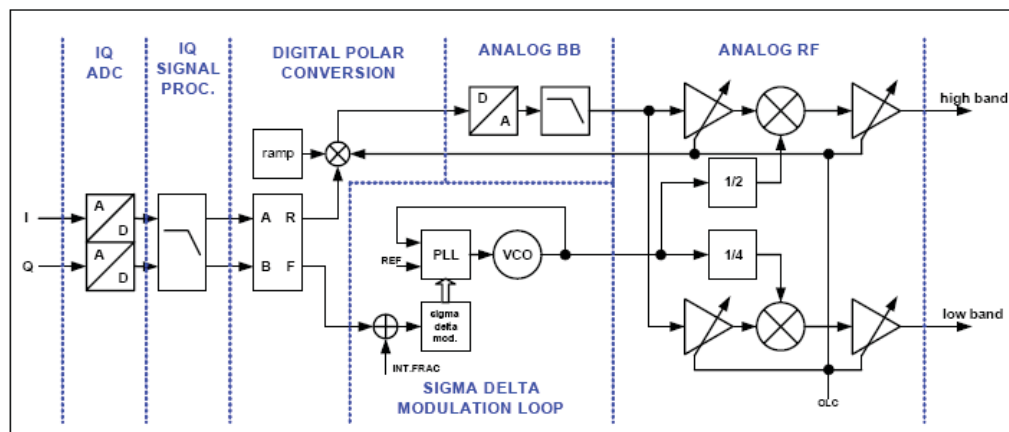 IQ
ADC
IQ
SIGNAL
PROC.
DIGITAL POLAR
CONVERSION
ANALOG BB
ANALOG RF
D
A
high band
ramp
1/2
I
A
D
A R
Q
A
D
B F
REF
PLL
VCO
1/4
sigma
delta
mod.
low band
INT.FRAC
SIGMA DELTA
MODULATION LOOP
OLC